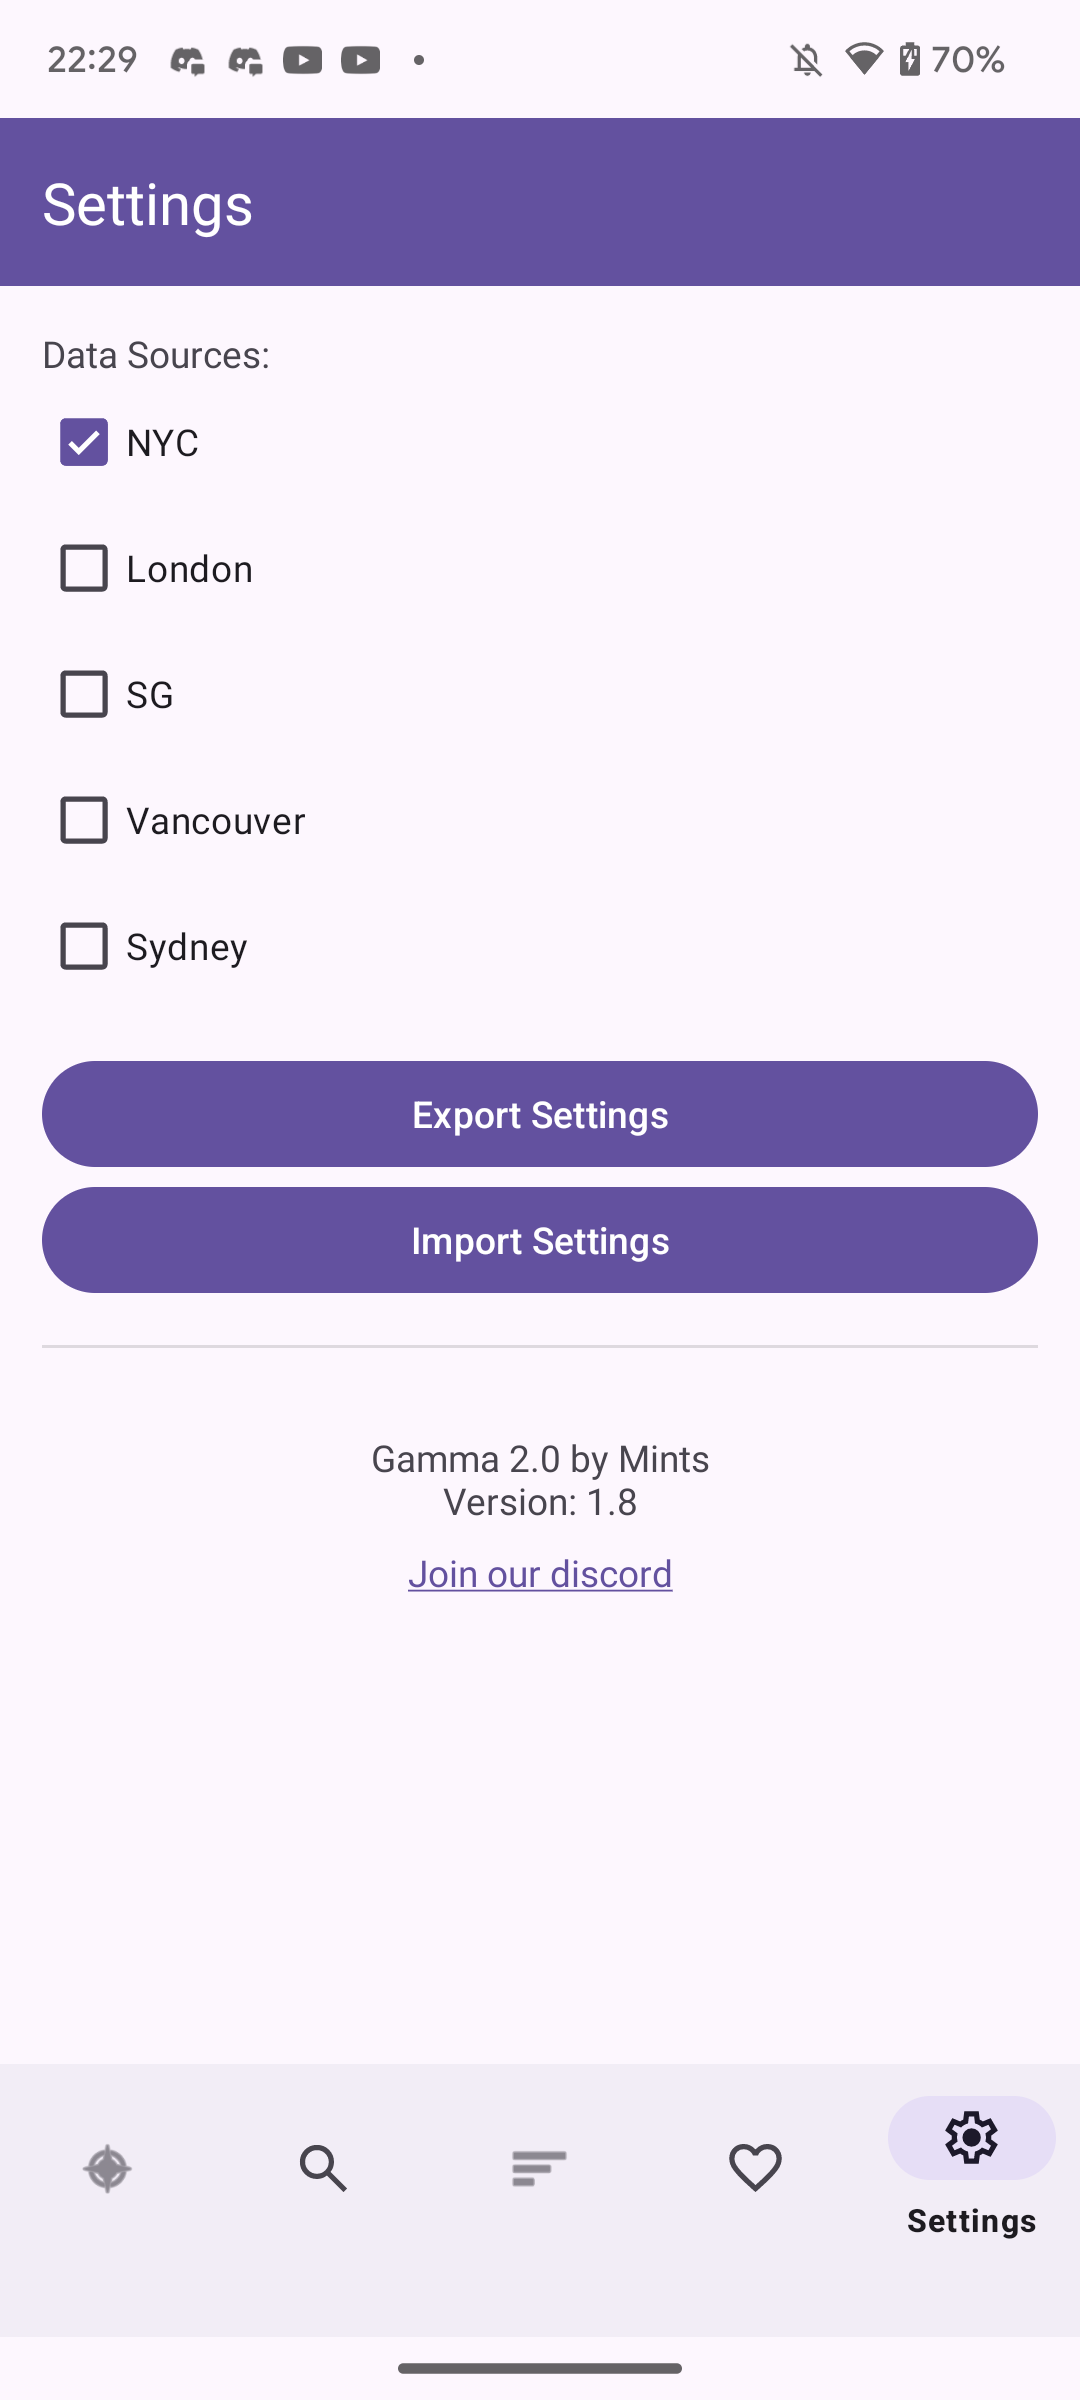 22:29
70%
Settings
Data Sources:
NYC
London
SG
Vancouver
Sydney
Export Settings
Import Settings
Gamma 2.0 by Mints
Version: 1.8
Join our discord
Settings